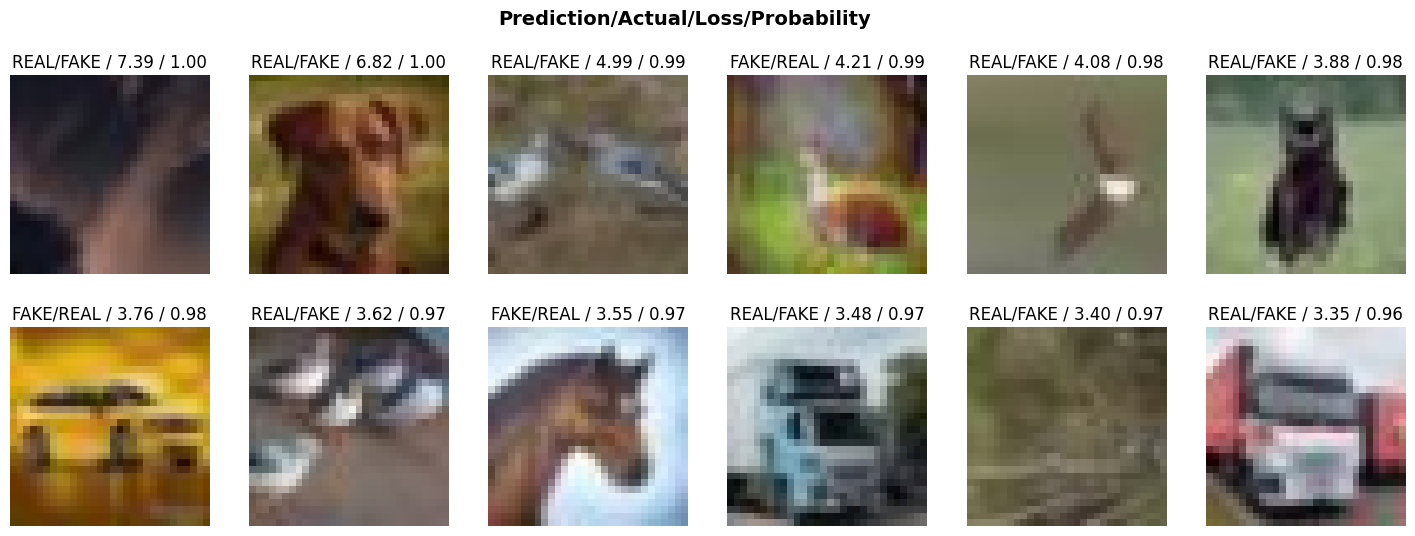 Prediction/Actual/Loss/Probability
REAL/FAKE / 7.39 / 1.00
REAL/FAKE / 6.82 / 1.00
REAL/FAKE / 4.99 / 0.99
FAKE/REAL / 4.21 / 0.99
REAL/FAKE / 4.08 / 0.98
REAL/FAKE / 3.88 / 0.98
FAKE/REAL / 3.76 / 0.98
REAL/FAKE / 3.62 / 0.97
FAKE/REAL / 3.55 / 0.97
REAL/FAKE / 3.48 / 0.97
REAL/FAKE / 3.40 / 0.97
REAL/FAKE / 3.35 / 0.96